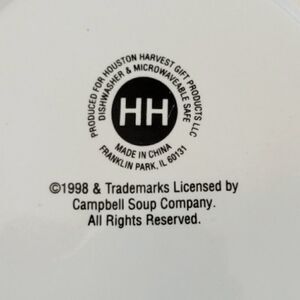 PRODUCED FOR HOUSTON HARVEST GIFT PRODUCTS LLC
DISHWASHER & MICROWAVEABLE SAFE
HH
MADE IN CHINA
FRANKLIN PARK, IL 60131
©1998 & Trademarks Licensed by
Campbell Soup Company.
All Rights Reserved.